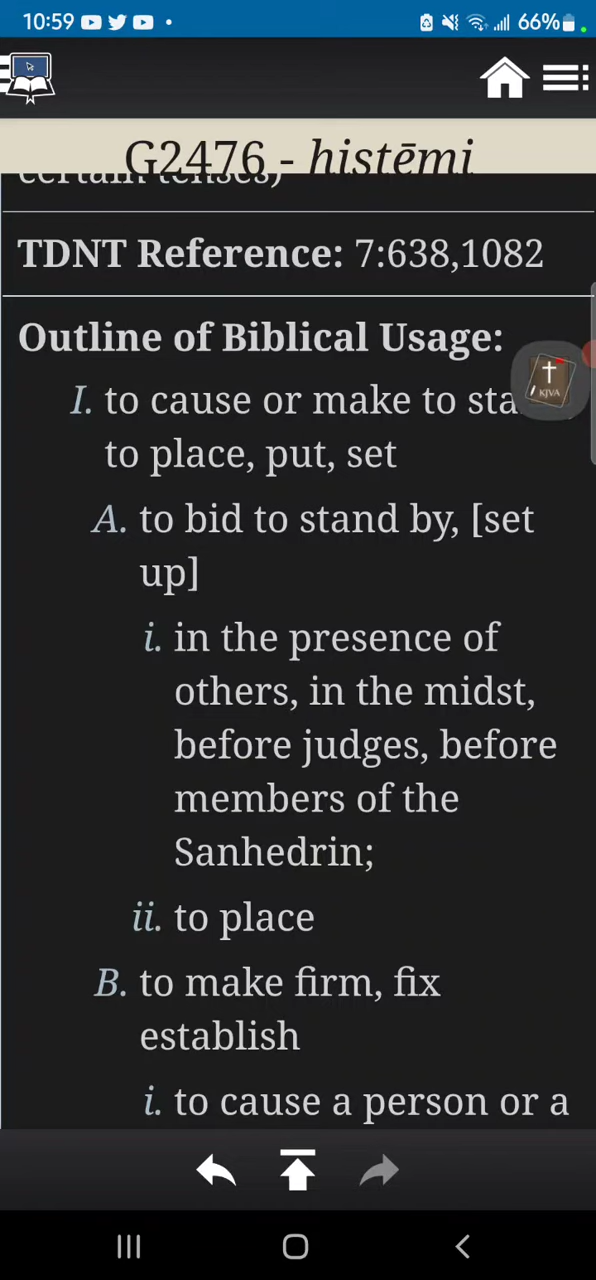 10:59 66%
G2476 - histēmi
certain tenses)
TDNT Reference: 7:638,1082
Outline of Biblical Usage:
I. to cause or make to
to place, put, set
A. to bid to stand by, [set
up]
i. in the presence of
others, in the midst,
before judges, before
members of the
Sanhedrin;
ii. to place
B. to make firm, fix
establish
i. to cause a person or a
KJVA